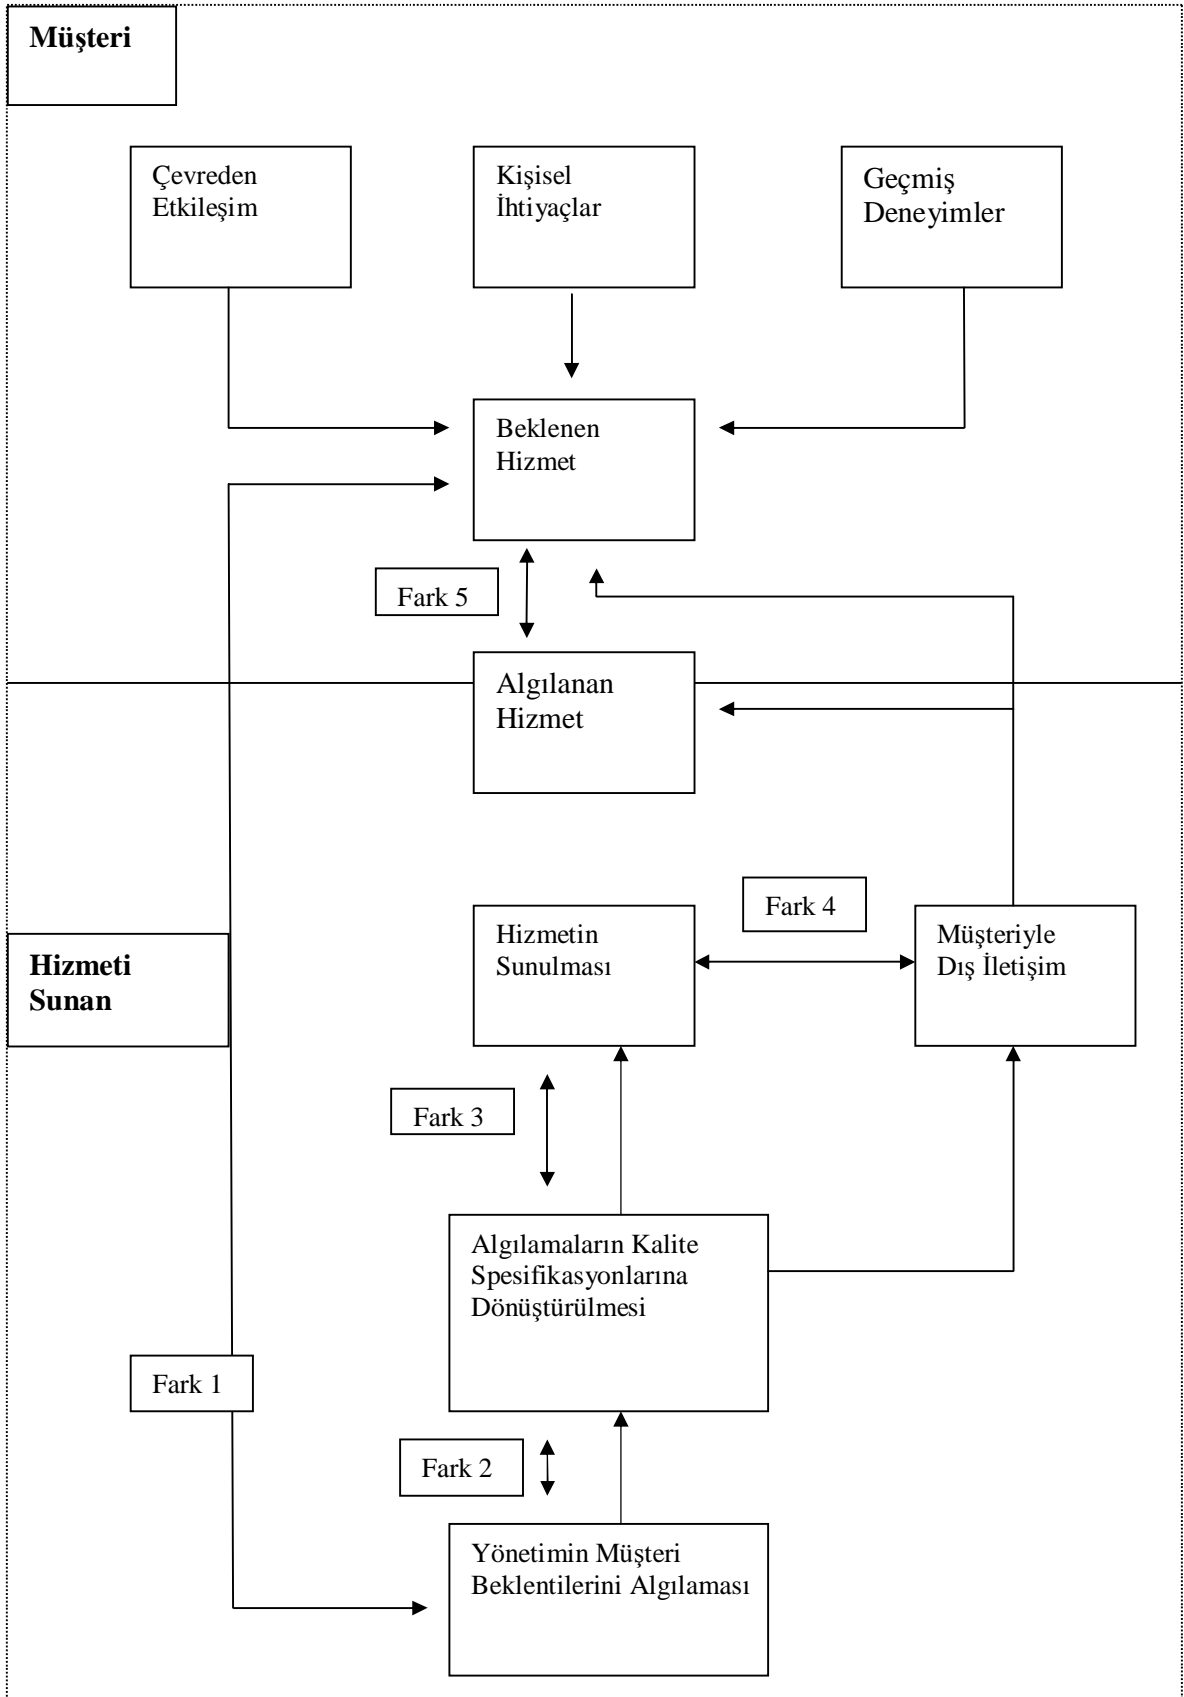 Müşteri
Çevreden
Etkileşim
Kişisel
İhtiyaçlar
Geçmiş
Deneyimler
Beklenen
Hizmet
Fark 5
Algılanan
Hizmet
Fark 4
Hizmetin
Sunulması
Müşteriyle
Dış İletişim
Hizmeti
Sunan
Fark 3
Algılamaların Kalite
Spesifikasyonlarına
Dönüştürülmesi
Fark 1
Fark 2
Yönetimin Müşteri
Beklentilerini Algılaması